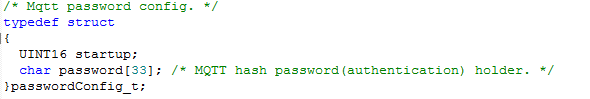 /* Mqtt password config. */
typedef struct
{
  UINT16 startup;
  char password[33]; /* MQTT hash password(authentication) holder. */
}passwordConfig_t;